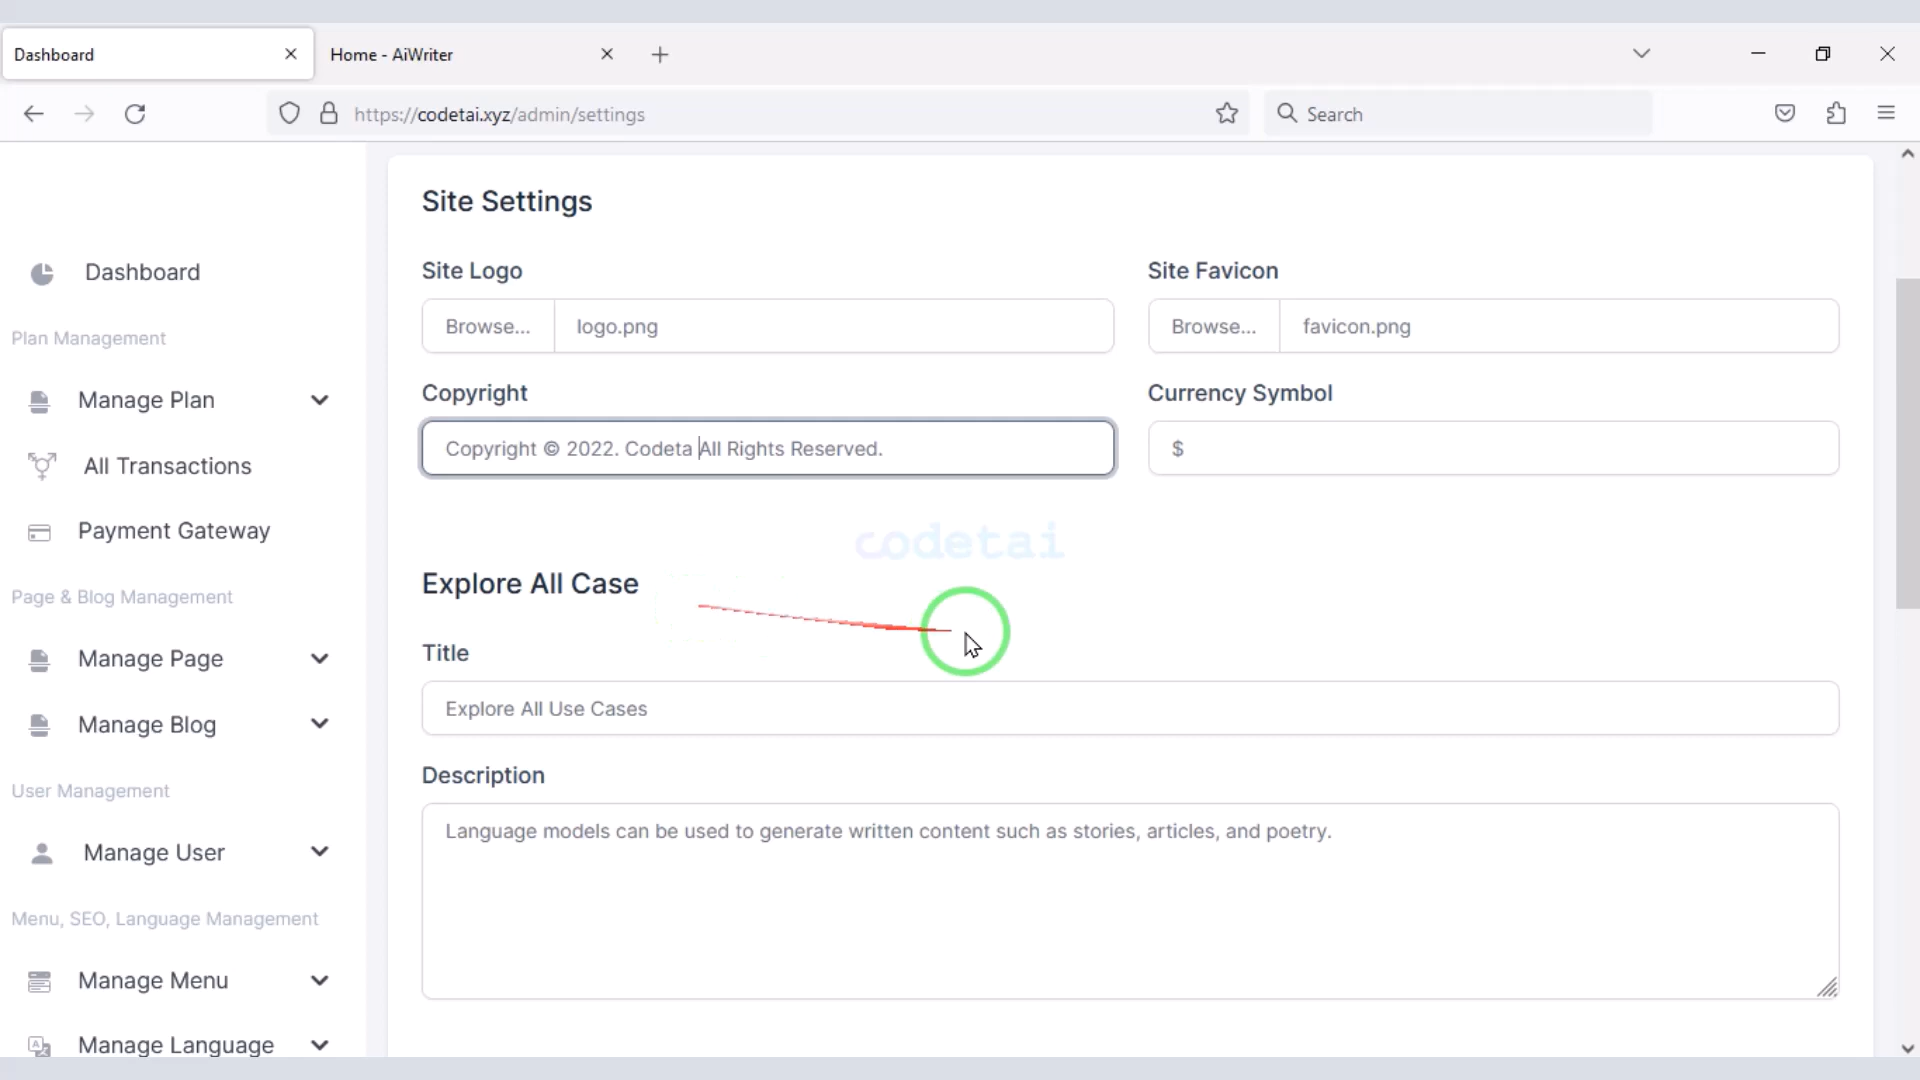 Dashboard
Home - AiWriter
https://codetai.xyz/admin/settings
Search
Dashboard
Plan Management
Manage Plan
All Transactions
Payment Gateway
Page & Blog Management
Manage Page
Manage Blog
User Management
Manage User
Menu, SEO, Language Management
Manage Menu
Manage Language
Site Settings
Site Logo
Browse... logo.png
Site Favicon
Browse... favicon.png
Copyright
Copyright © 2022. Codeta All Rights Reserved.
Currency Symbol
$
codetai
Explore All Case
Title
Explore All Use Cases
Description
Language models can be used to generate written content such as stories, articles, and poetry.